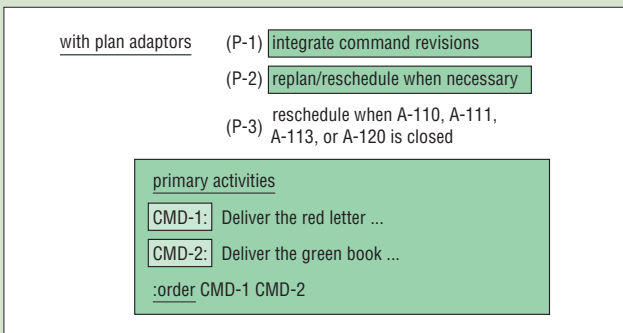 with plan adaptors (P-1) integrate command revisions
(P-2) replan/reschedule when necessary
(P-3) reschedule when A-110, A-111,
A-113, or A-120 is closed
primary activities
CMD-1: Deliver the red letter ...
CMD-2: Deliver the green book ...
:order CMD-1 CMD-2